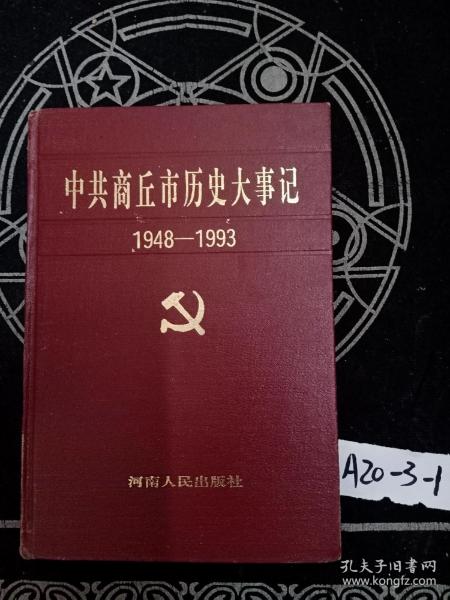 中共商丘市历史大事记
1948—1993
河南人民出版社
A20-3-1
孔夫子旧书网
www.kongfz.com